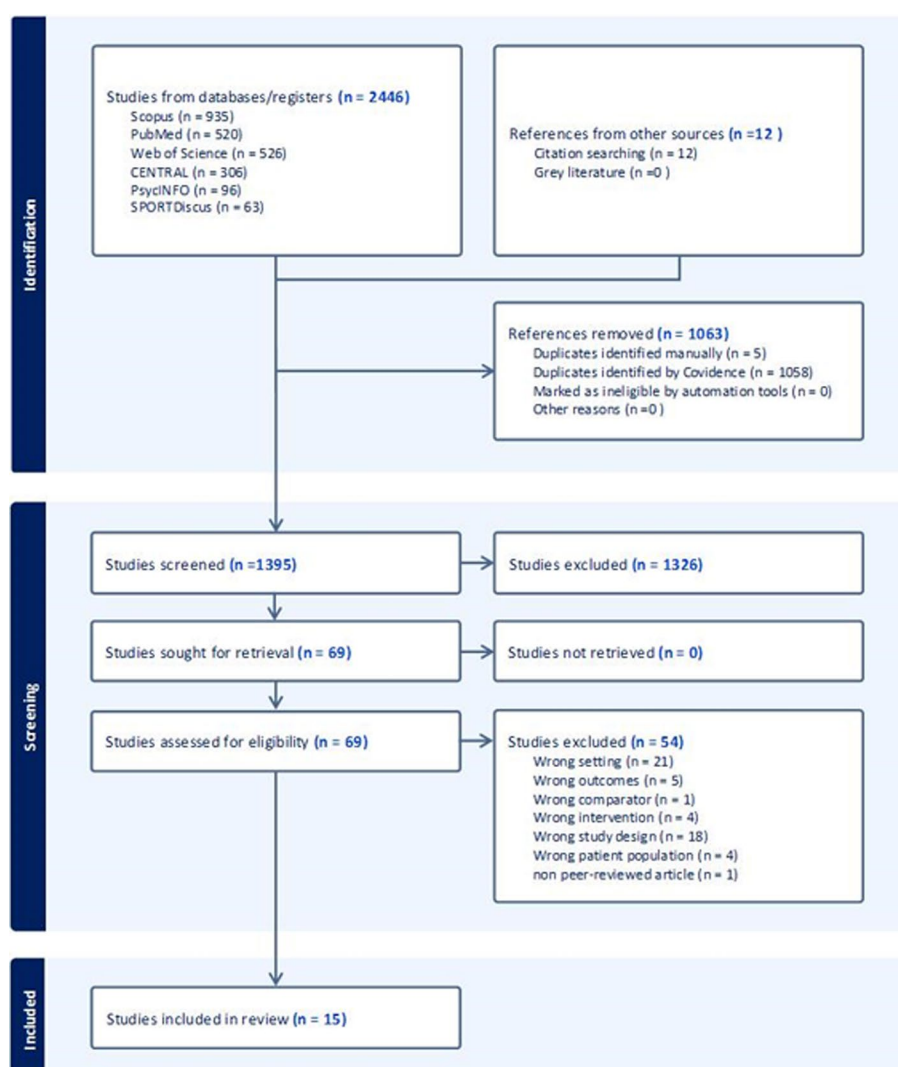 Identification
Studies from databases/registers (n = 2446)
Scopus (n = 935)
PubMed (n = 520)
Web of Science (n = 526)
CENTRAL (n = 306)
PsycINFO (n = 96)
SPORTDiscus (n = 63)
References from other sources (n =12 )
Citation searching (n = 12)
Grey literature (n =0 )
References removed (n = 1063)
Duplicates identified manually (n = 5)
Duplicates identified by Covidence (n = 1058)
Marked as ineligible by automation tools (n = 0)
Other reasons (n =0 )
Screening
Studies screened (n =1395)
Studies excluded (n = 1326)
Studies sought for retrieval (n = 69)
Studies not retrieved (n = 0)
Studies assessed for eligibility (n = 69)
Studies excluded (n = 54)
Wrong setting (n = 21)
Wrong outcomes (n = 5)
Wrong comparator (n = 1)
Wrong intervention (n = 4)
Wrong study design (n = 18)
Wrong patient population (n = 4)
non peer-reviewed article (n = 1)
Included
Studies included in review (n = 15)